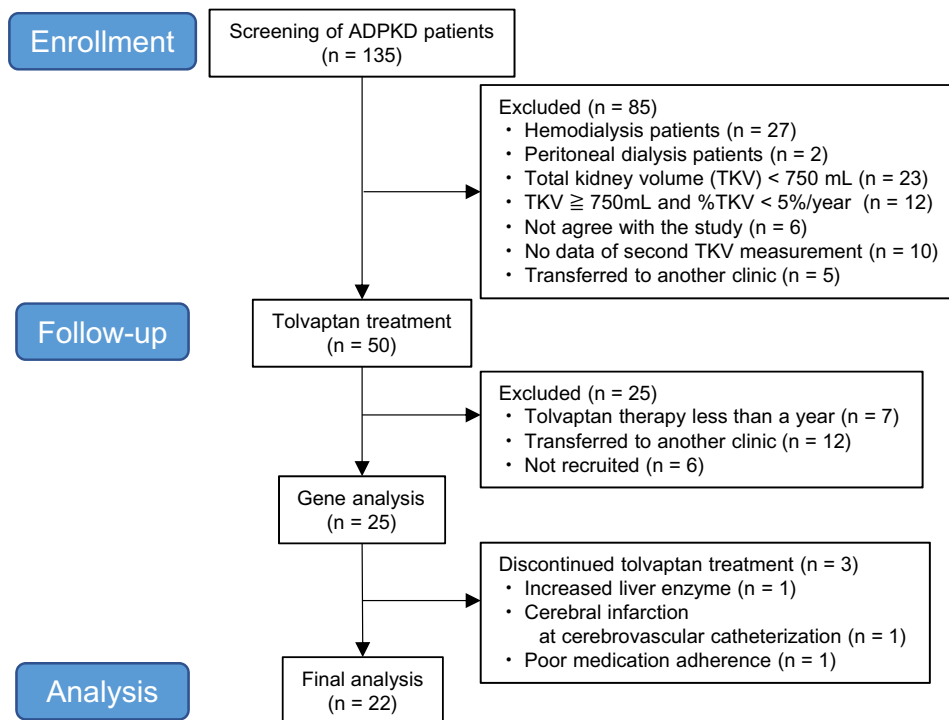 Enrollment
Screening of ADPKD patients
(n = 135)
Excluded (n = 85)
・Hemodialysis patients (n = 27)
・Peritoneal dialysis patients (n = 2)
・Total kidney volume (TKV) < 750 mL (n = 23)
・TKV ≧ 750mL and %TKV < 5%/year (n = 12)
・Not agree with the study (n = 6)
・No data of second TKV measurement (n = 10)
・Transferred to another clinic (n = 5)
Follow-up
Tolvaptan treatment
(n = 50)
Excluded (n = 25)
・Tolvaptan therapy less than a year (n = 7)
・Transferred to another clinic (n = 12)
・Not recruited (n = 6)
Gene analysis
(n = 25)
Discontinued tolvaptan treatment (n = 3)
・Increased liver enzyme (n = 1)
・Cerebral infarction
at cerebrovascular catheterization (n = 1)
・Poor medication adherence (n = 1)
Analysis
Final analysis
(n = 22)